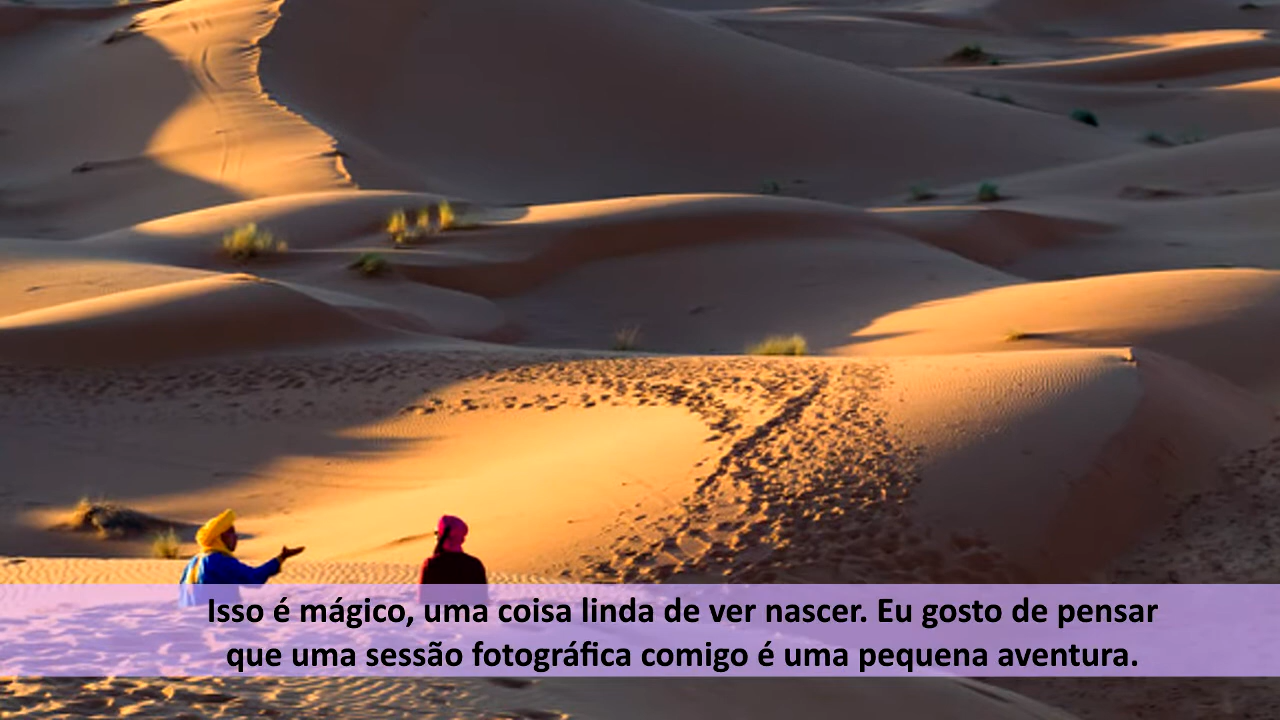 Isso é mágico, uma coisa linda de ver nascer. Eu gosto de pensar
que uma sessão fotográfica comigo é uma pequena aventura.